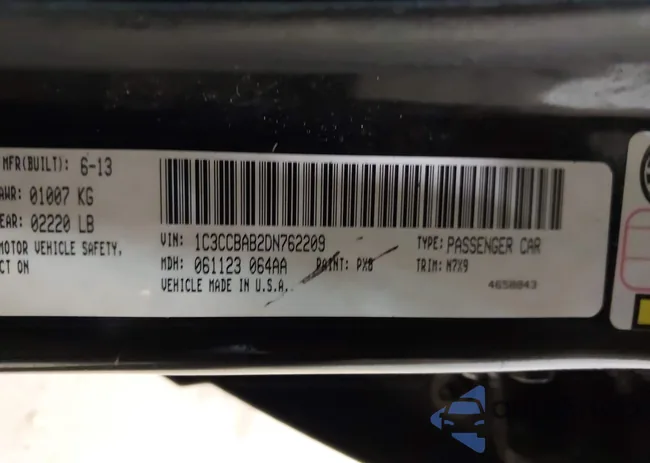 MFR(BUILT): 6-13
AWR: 01007 KG
EAR: 02220 LB
MOTOR VEHICLE SAFETY,
CT ON
VIN: 1C3CCBAB2DN762209
TYPE: PASSENGER CAR
MDH: 061123 064AA
PAINT: PX8
TRIM: M7X9
VEHICLE MADE IN U.S.A.
4658043